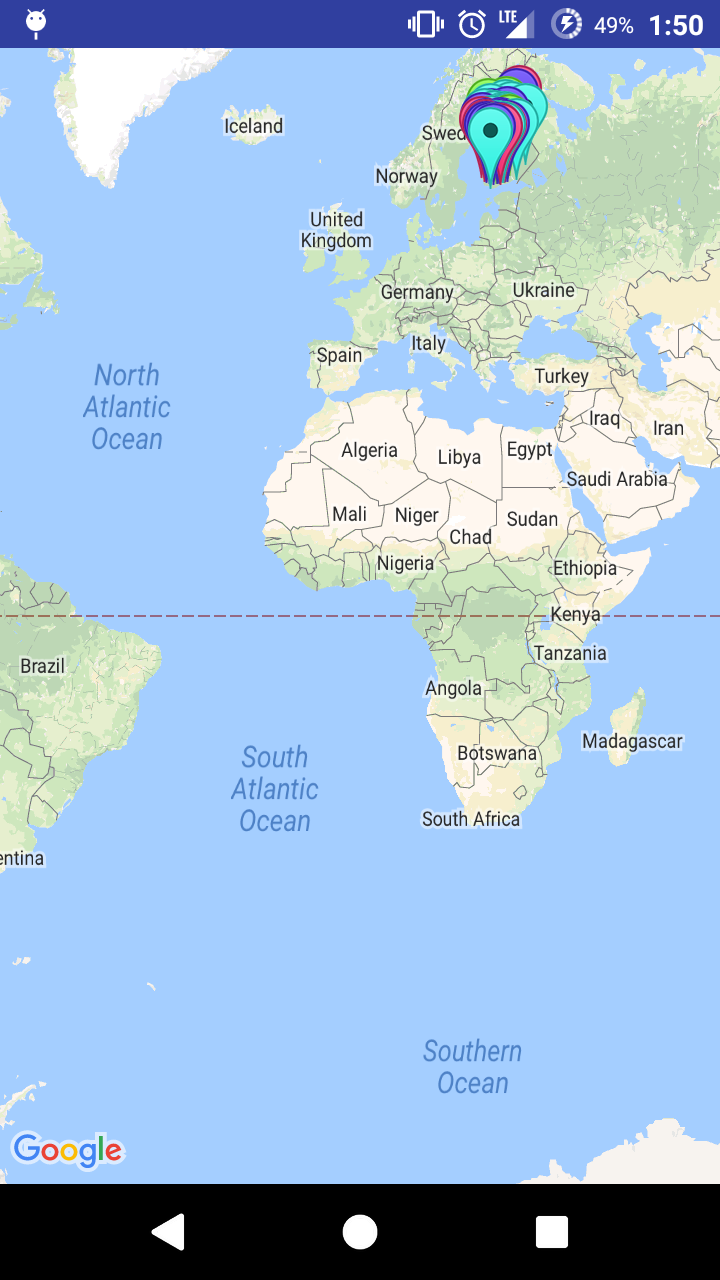 LTE 49% 1:50
Iceland
Swed
Norway
United
Kingdom
Germany
Ukraine
Italy
Spain
Turkey
North
Atlantic
Ocean
Iraq
Iran
Algeria
Libya
Egypt
Saudi Arabia
Mali
Niger
Chad
Sudan
Nigeria
Ethiopia
Kenya
Brazil
Tanzania
Angola
South
Atlantic
Ocean
Botswana
Madagascar
South Africa
entina
Southern
Ocean
Google